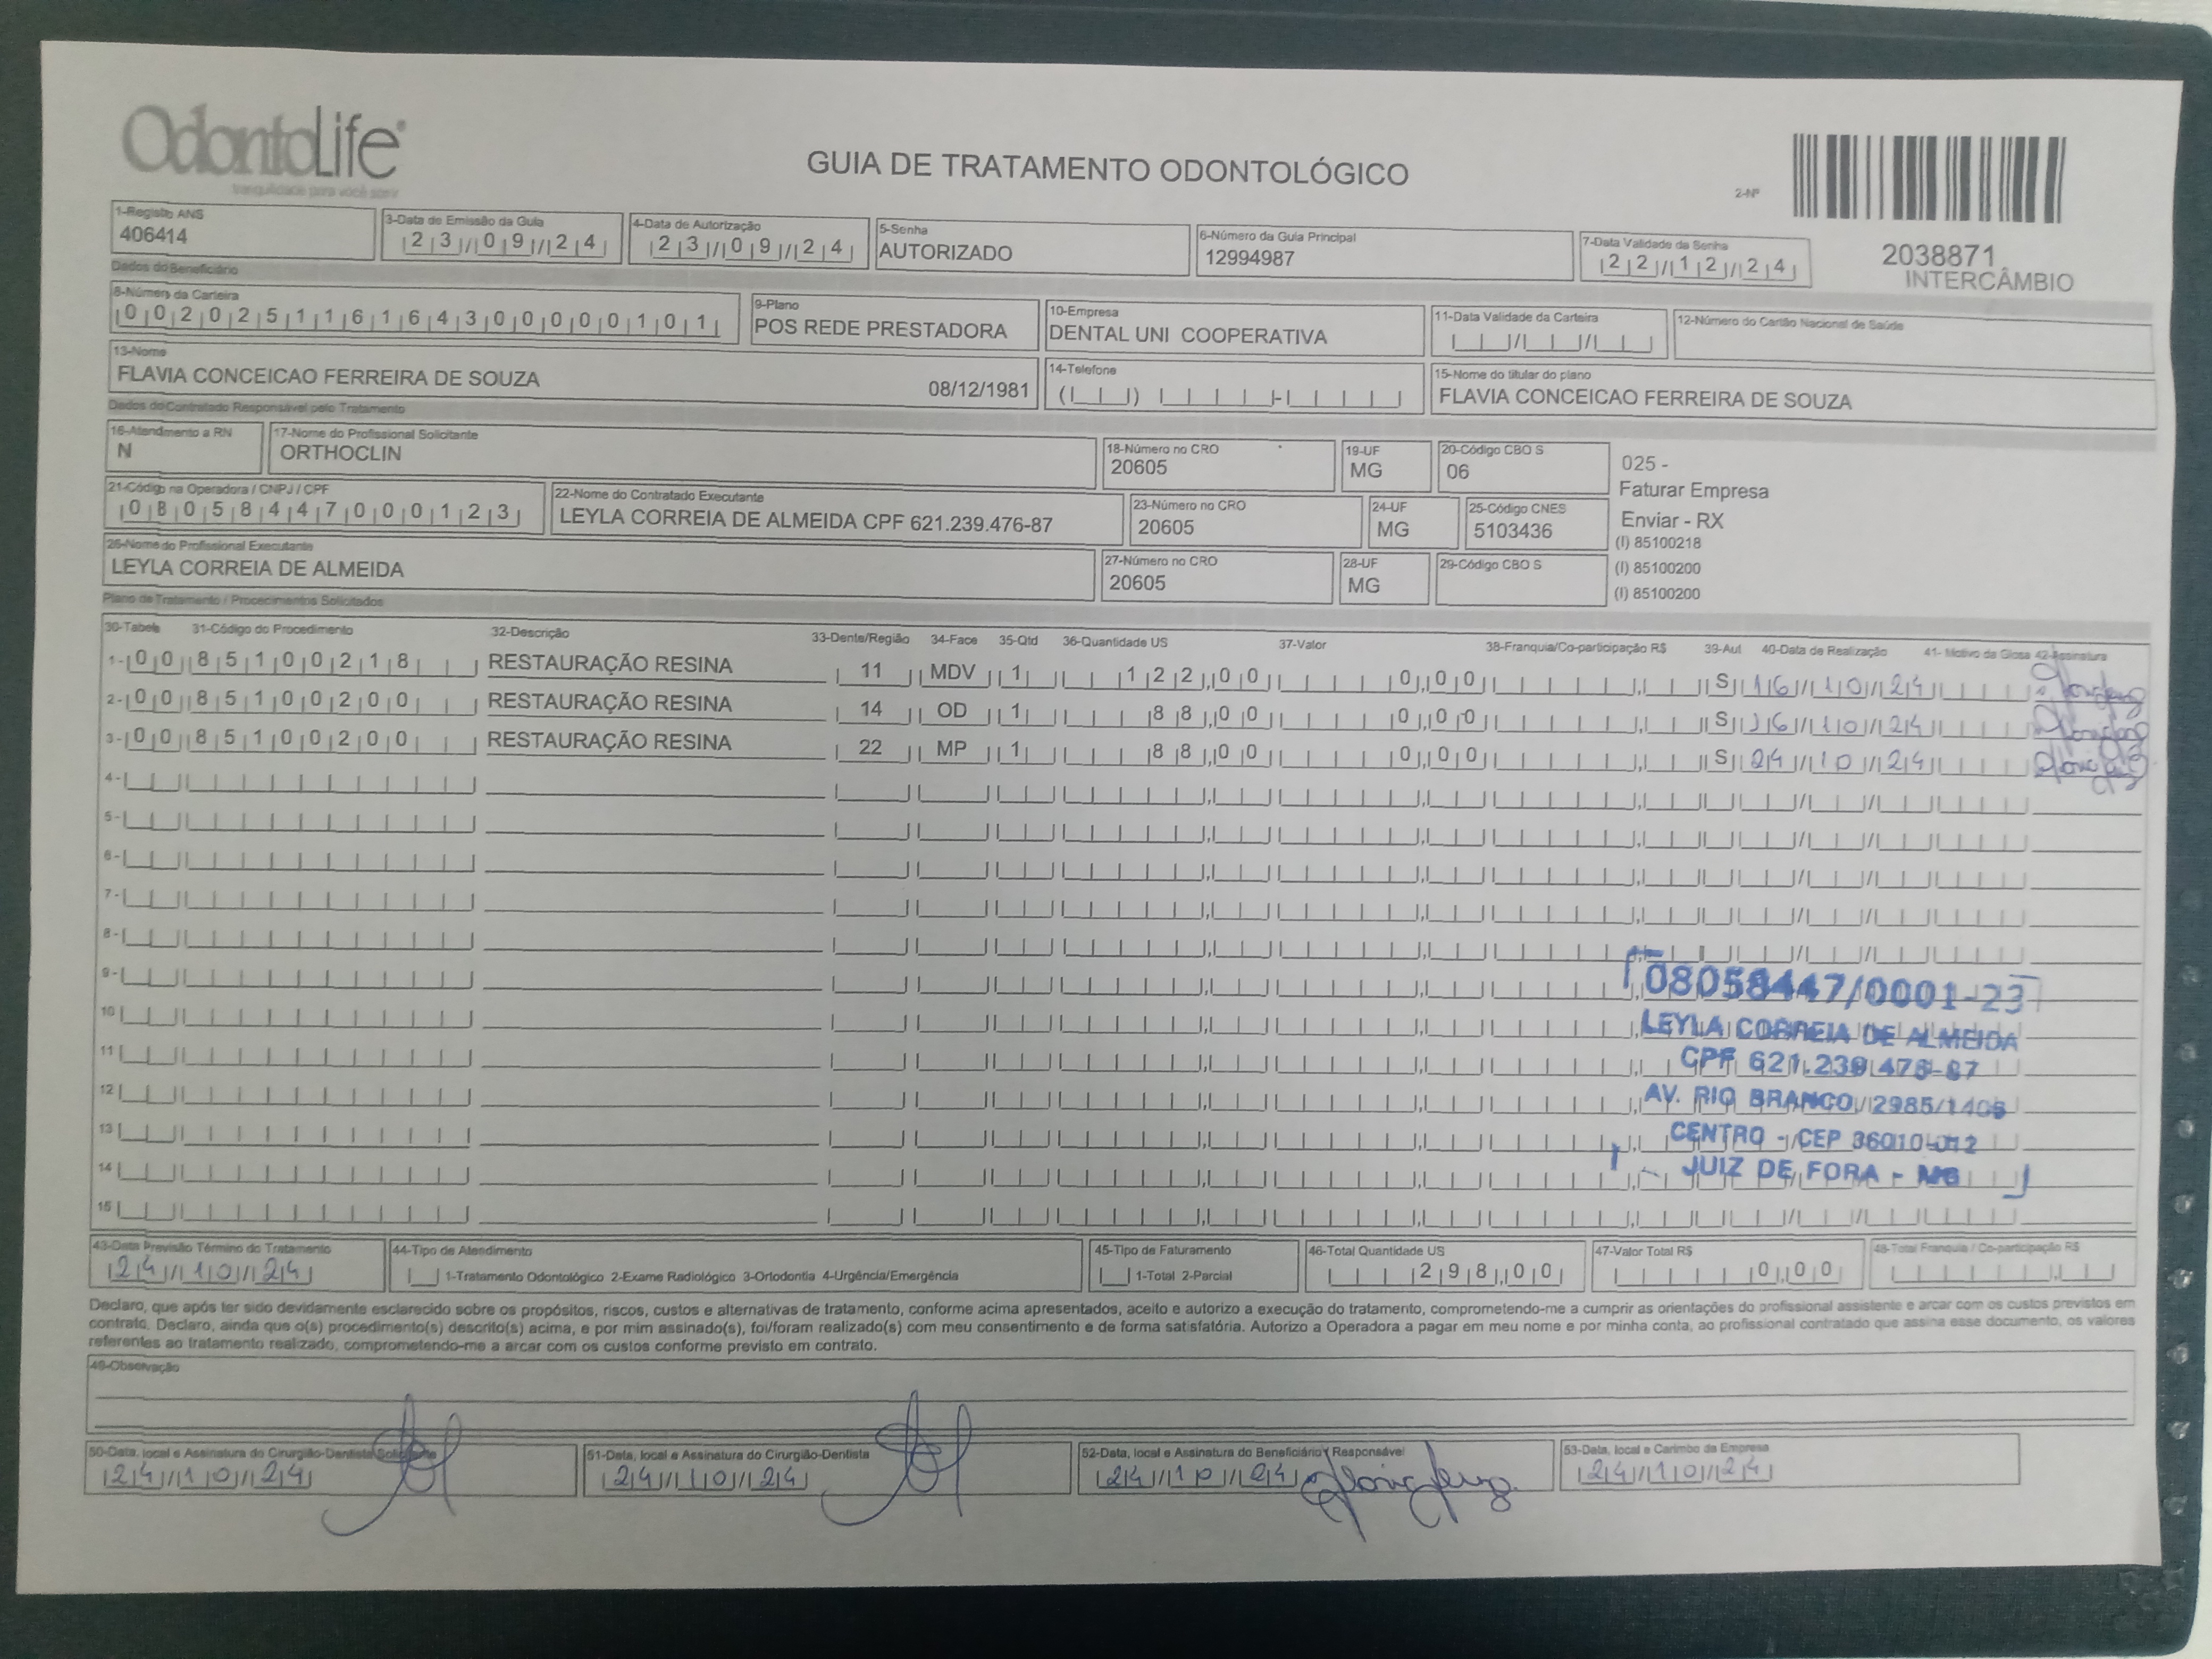 OdontoLife®
tranquilidade para você sorrir
GUIA DE TRATAMENTO ODONTOLÓGICO
2-Nº
2038871
INTERCÂMBIO
1-Registro ANS
406414
3-Data de Emissão da Guia
23/09/24
4-Data de Autorização
23/09/24
5-Senha
AUTORIZADO
6-Número da Guia Principal
12994987
7-Data Validade da Senha
22/12/24
Dados do Beneficiário
8-Número da Carteira
002025116164300000101
9-Plano
POS REDE PRESTADORA
10-Empresa
DENTAL UNI COOPERATIVA
11-Data Validade da Carteira
12-Número do Cartão Nacional de Saúde
13-Nome
FLAVIA CONCEICAO FERREIRA DE SOUZA 08/12/1981
14-Telefone
15-Nome do titular do plano
FLAVIA CONCEICAO FERREIRA DE SOUZA
Dados do Contratado Responsável pelo Tratamento
16-Atendimento a RN
N
17-Nome do Profissional Solicitante
ORTHOCLIN
18-Número no CRO
20605
19-UF
MG
20-Código CBO S
06
025 -
Faturar Empresa
Enviar - RX
(I) 85100218
(I) 85100200
(I) 85100200
21-Código na Operadora / CNPJ / CPF
08058447000123
22-Nome do Contratado Executante
LEYLA CORREIA DE ALMEIDA CPF 621.239.476-87
23-Número no CRO
20605
24-UF
MG
25-Código CNES
5103436
26-Nome do Profissional Executante
LEYLA CORREIA DE ALMEIDA
27-Número no CRO
20605
28-UF
MG
29-Código CBO S
Plano de Tratamento / Procedimentos Solicitados
30-Tabela 31-Código do Procedimento 32-Descrição 33-Dente/Região 34-Face 35-Qtd 36-Quantidade US 37-Valor 38-Franquia/Co-participação R$ 39-Aut 40-Data de Realização 41- Motivo da Glosa 42-Assinatura
1- 00 85100218 RESTAURAÇÃO RESINA 11 MDV 1 122,00 0,00 S 16/10/24
2- 00 85100200 RESTAURAÇÃO RESINA 14 OD 1 88,00 0,00 S 16/10/24
3- 00 85100200 RESTAURAÇÃO RESINA 22 MP 1 88,00 0,00 S 24/10/24
4-
5-
6-
7-
8-
9-
10
11
12
13
14
15
08058447/0001-23
LEYLA CORREIA DE ALMEIDA
CPF 621.239.476-87
AV. RIO BRANCO, 2985/1406
CENTRO - CEP 36010-012
JUIZ DE FORA - MG
43-Data Previsão Término do Tratamento
24/10/24
44-Tipo de Atendimento
1-Tratamento Odontológico 2-Exame Radiológico 3-Ortodontia 4-Urgência/Emergência
45-Tipo de Faturamento
1-Total 2-Parcial
46-Total Quantidade US
298,00
47-Valor Total R$
0,00
48-Total Franquia / Co-participação R$
Declaro, que após ter sido devidamente esclarecido sobre os propósitos, riscos, custos e alternativas de tratamento, conforme acima apresentados, aceito e autorizo a execução do tratamento, comprometendo-me a cumprir as orientações do profissional assistente e arcar com os custos previstos em
contrato. Declaro, ainda que o(s) procedimento(s) descrito(s) acima, e por mim assinado(s), foi/foram realizado(s) com meu consentimento e de forma satisfatória. Autorizo a Operadora a pagar em meu nome e por minha conta, ao profissional contratado que assina esse documento, os valores
referentes ao tratamento realizado, comprometendo-me a arcar com os custos conforme previsto em contrato.
49-Observação
50-Data, local e Assinatura do Cirurgião-Dentista Solicitante
24/10/24
51-Data, local e Assinatura do Cirurgião-Dentista
24/10/24
52-Data, local e Assinatura do Beneficiário / Responsável
24/10/24
53-Data, local e Carimbo da Empresa
24/10/24